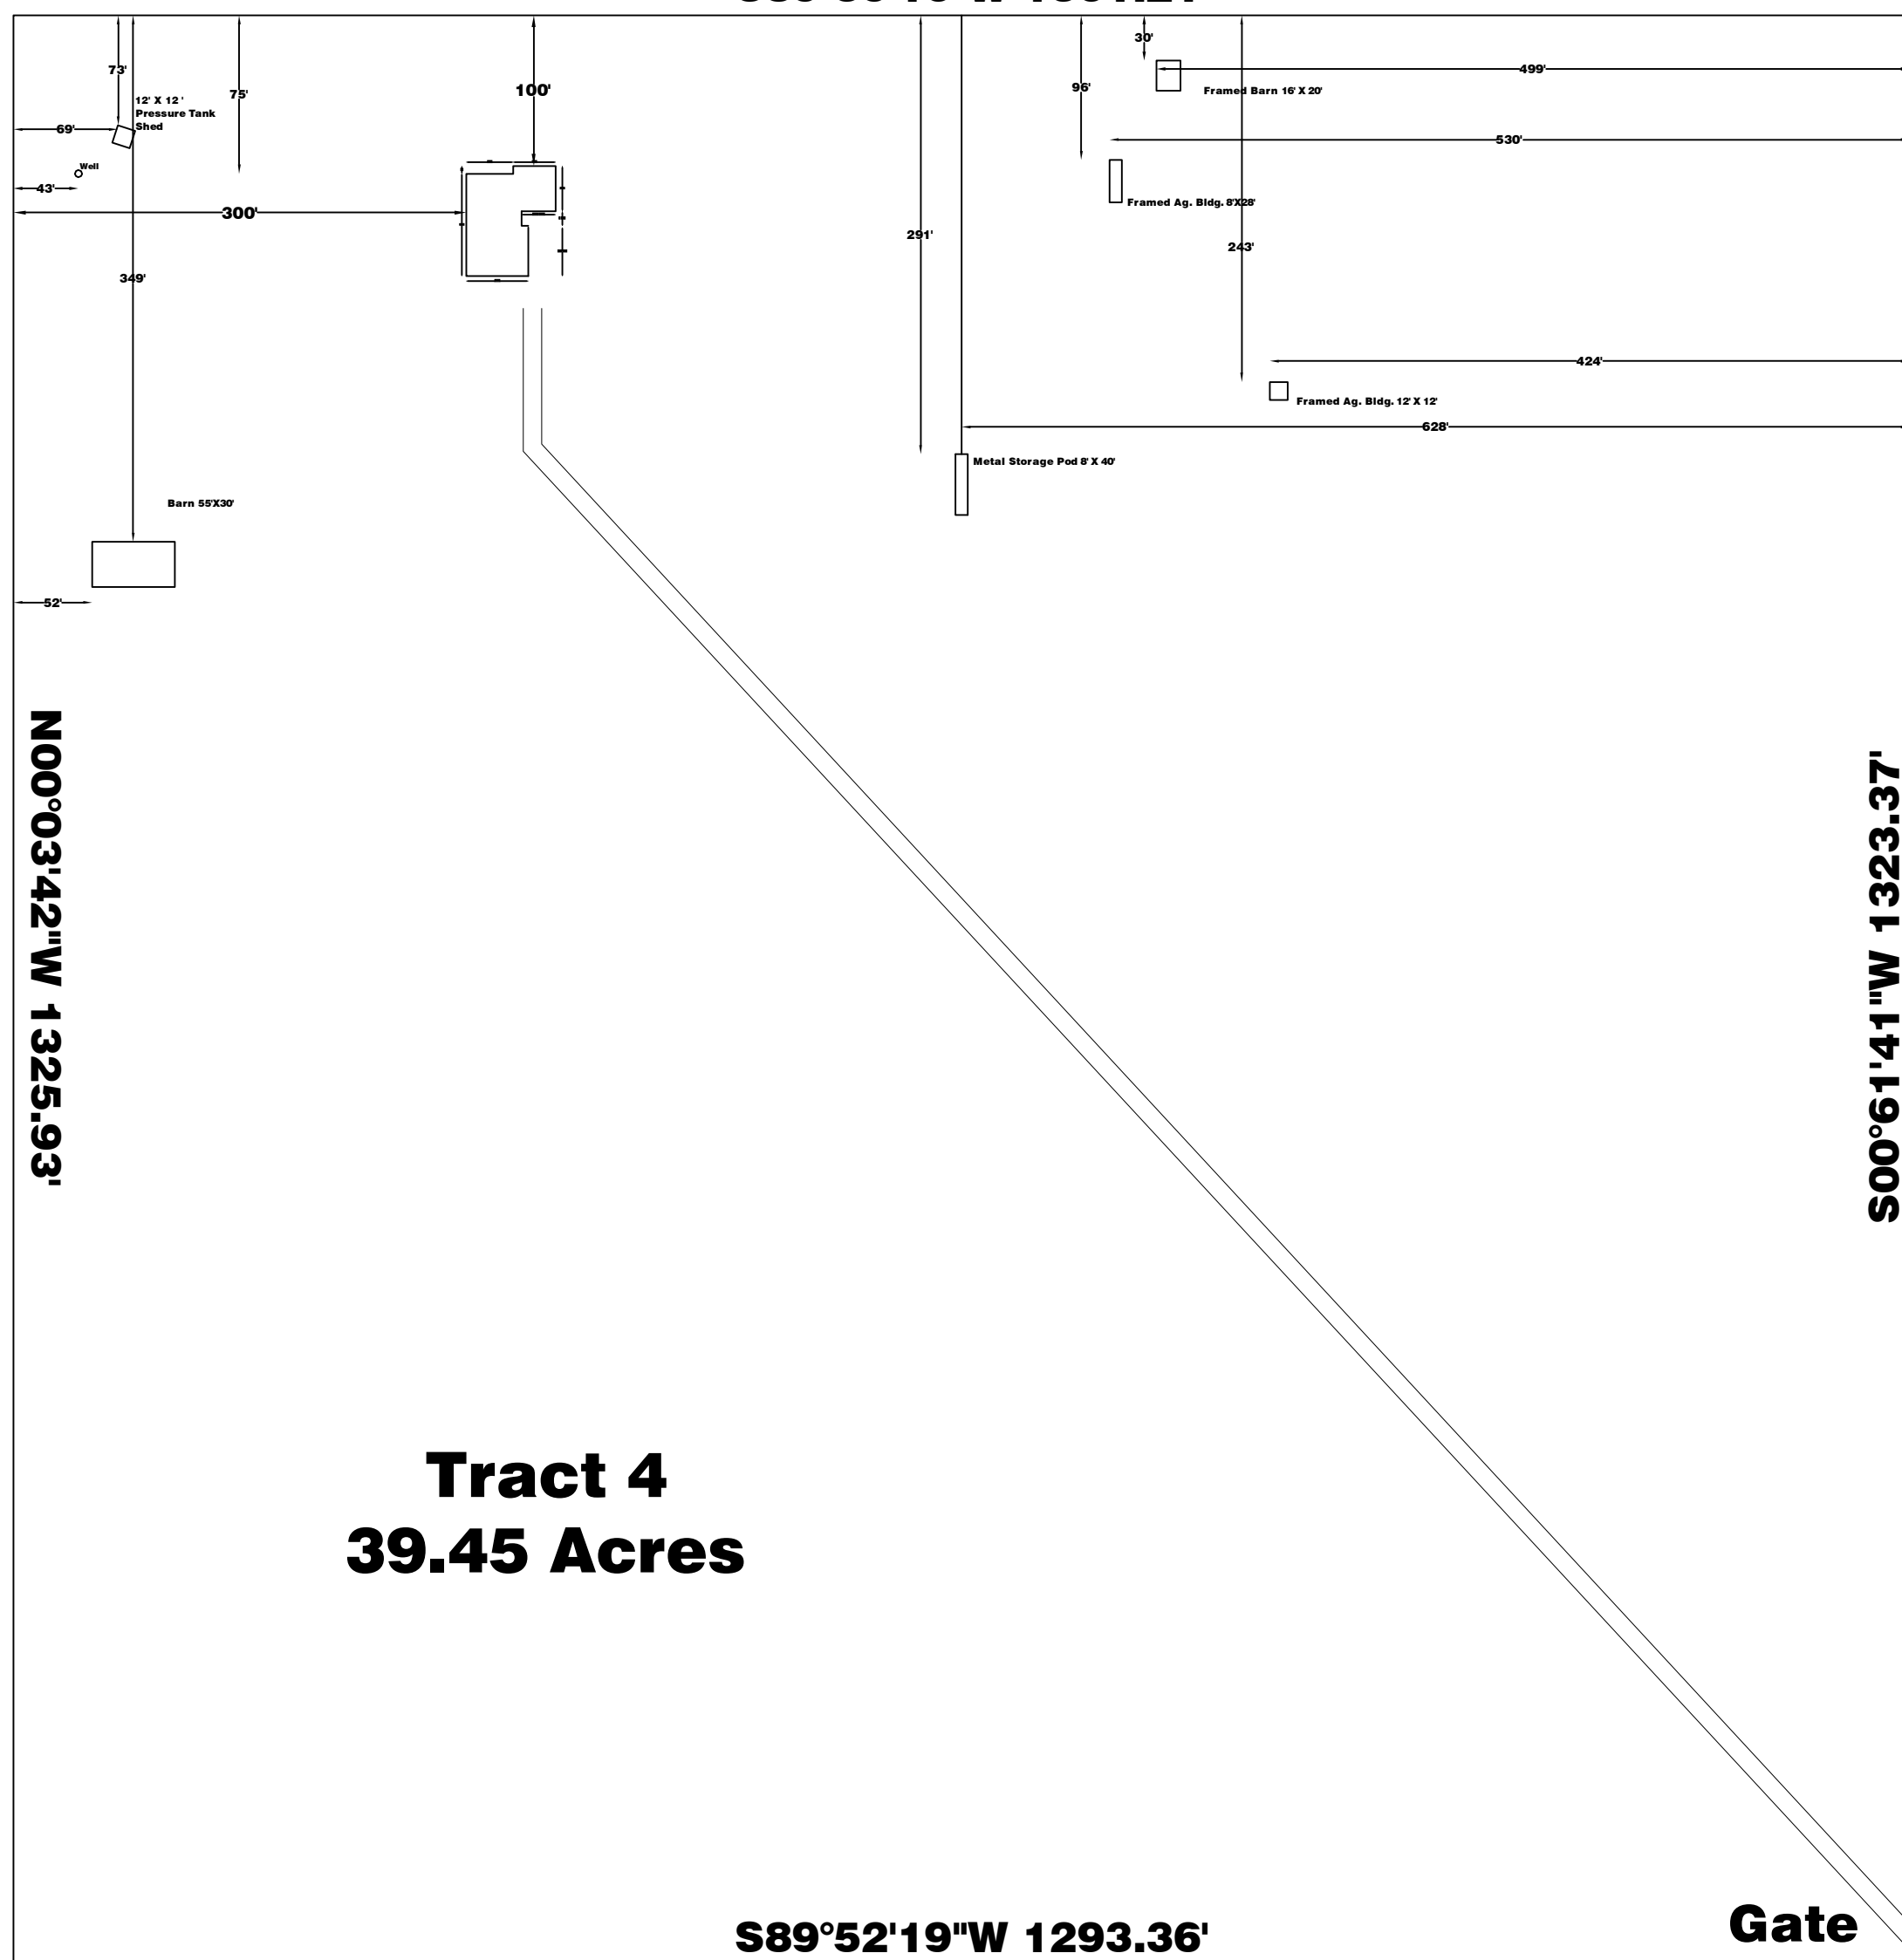 30'
73'
499'
100'
96'
75'
Framed Barn 16' X 20'
12' X 12 '
Pressure Tank
Shed
69'
530'
Well
43'
Framed Ag. Bldg. 8'X28'
300'
291'
243'
349'
424'
Framed Ag. Bldg. 12' X 12'
628'
Metal Storage Pod 8' X 40'
Barn 55'X30'
52'
N00°03'42"W 1325.93'
S00°19'41"W 1323.37'
Tract 4
39.45 Acres
Gate
S89°52'19"W 1293.36'